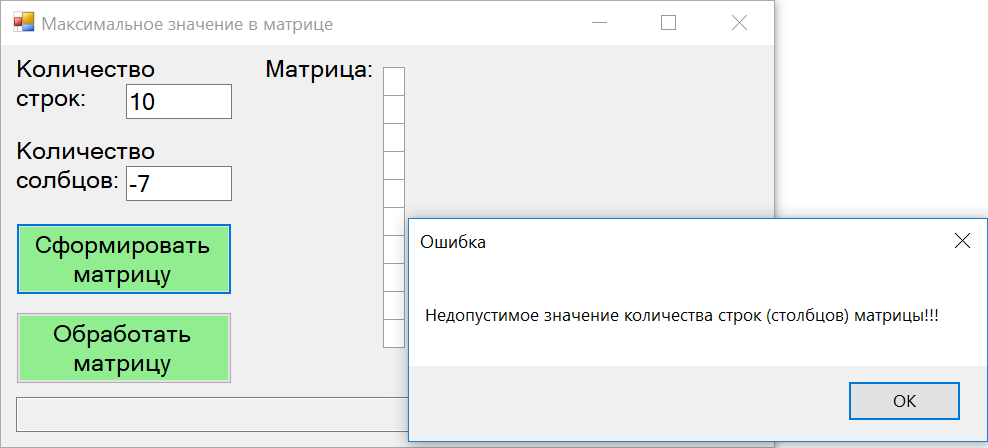 Максимальное значение в матрице
Количество
строк:
10
Матрица:
Количество
солбцов:
-7
Сформировать
матрицу
Обработать
матрицу
Ошибка
Недопустимое значение количества строк (столбцов) матрицы!!!
ОК